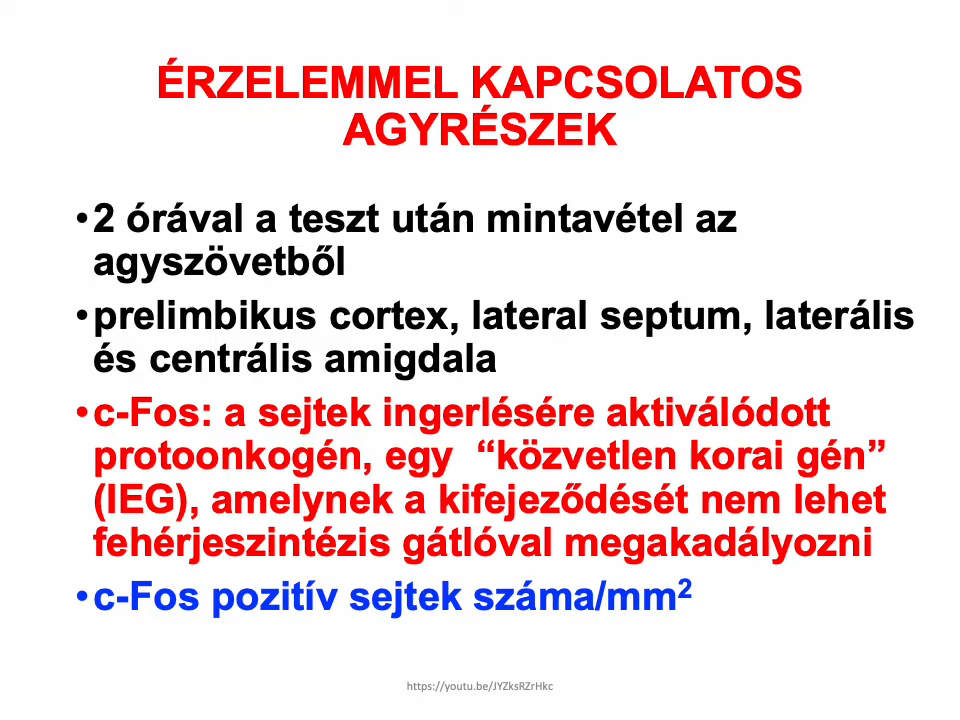 ÉRZELEMMEL KAPCSOLATOS
AGYRÉSZEK
•2 órával a teszt után mintavétel az
agyszövetből
•prelimbikus cortex, lateral septum, laterális
és centrális amigdala
•c-Fos: a sejtek ingerlésére aktiválódott
protoonkogén, egy “közvetlen korai gén”
(IEG), amelynek a kifejeződését nem lehet
fehérjeszintézis gátlóval megakadályozni
•c-Fos pozitív sejtek száma/mm²
https://youtu.be/JYZksRZrHkc